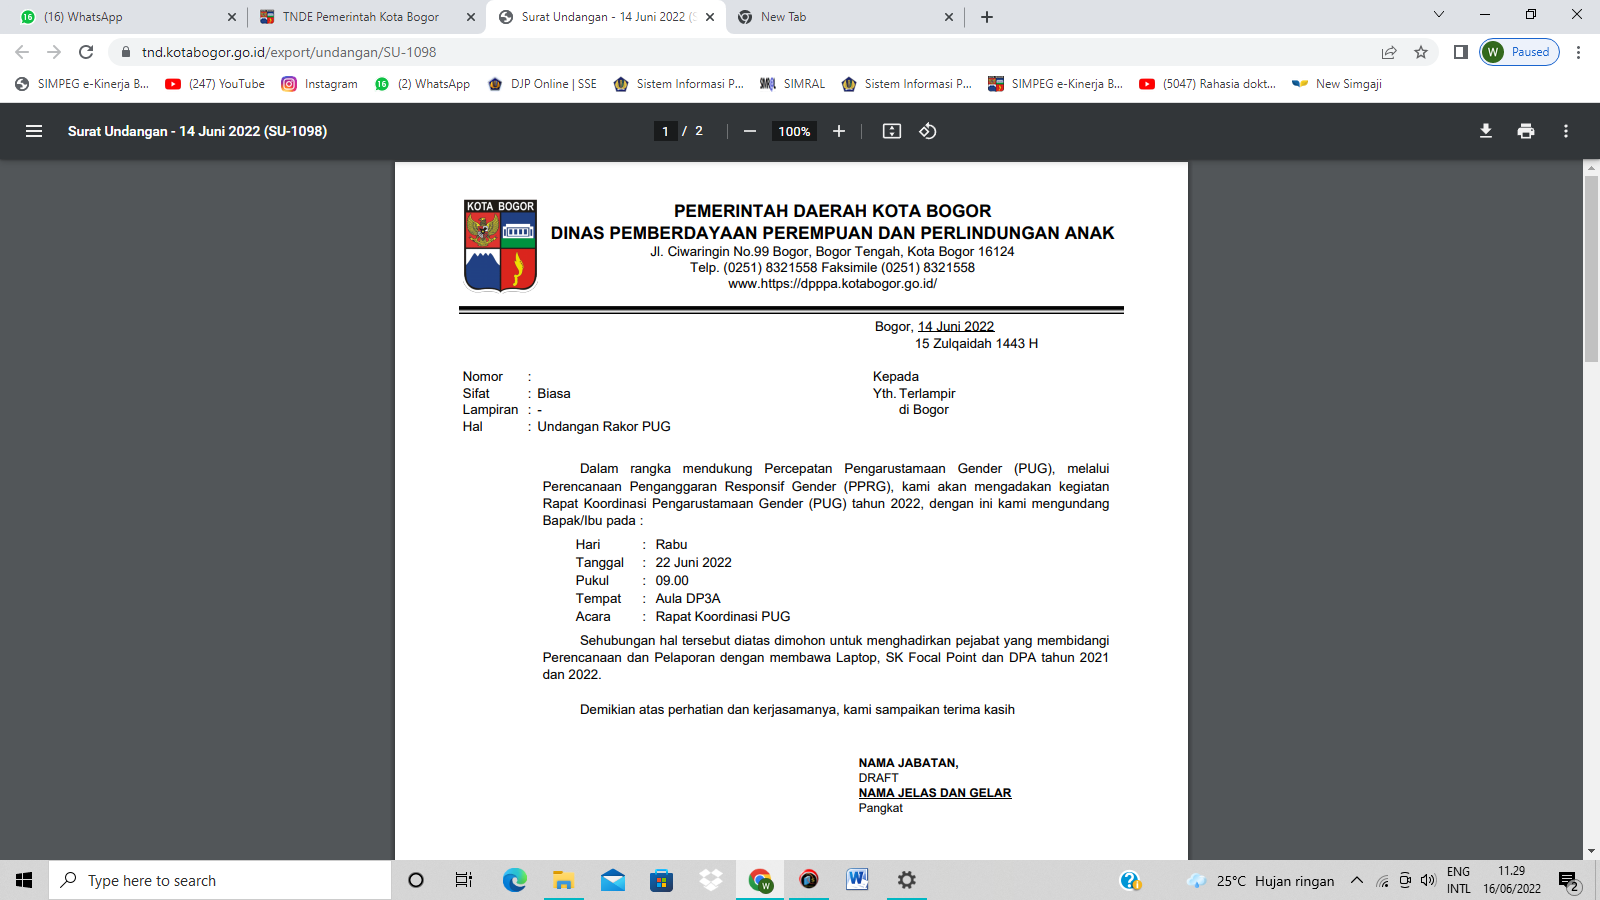 (16) WhatsApp
TNDE Pemerintah Kota Bogor
Surat Undangan - 14 Juni 2022 (S
New Tab
tnd.kotabogor.go.id/export/undangan/SU-1098
W Paused
SIMPEG e-Kinerja B...
(247) YouTube
Instagram
16 (2) WhatsApp
DJP Online | SSE
Sistem Informasi P...
SIMRAL
Sistem Informasi P...
SIMPEG e-Kinerja B...
(5047) Rahasia dokt...
New Simgaji
Surat Undangan - 14 Juni 2022 (SU-1098)
1 / 2
100%
KOTA BOGOR
PEMERINTAH DAERAH KOTA BOGOR
DINAS PEMBERDAYAAN PEREMPUAN DAN PERLINDUNGAN ANAK
Jl. Ciwaringin No.99 Bogor, Bogor Tengah, Kota Bogor 16124
Telp. (0251) 8321558 Faksimile (0251) 8321558
www.https://dpppa.kotabogor.go.id/
Bogor, 14 Juni 2022
15 Zulqaidah 1443 H
Nomor :
Sifat : Biasa
Lampiran : -
Hal : Undangan Rakor PUG
Kepada
Yth. Terlampir
di Bogor
Dalam rangka mendukung Percepatan Pengarustamaan Gender (PUG), melalui
Perencanaan Penganggaran Responsif Gender (PPRG), kami akan mengadakan kegiatan
Rapat Koordinasi Pengarustamaan Gender (PUG) tahun 2022, dengan ini kami mengundang
Bapak/Ibu pada :
Hari : Rabu
Tanggal : 22 Juni 2022
Pukul : 09.00
Tempat : Aula DP3A
Acara : Rapat Koordinasi PUG
Sehubungan hal tersebut diatas dimohon untuk menghadirkan pejabat yang membidangi
Perencanaan dan Pelaporan dengan membawa Laptop, SK Focal Point dan DPA tahun 2021
dan 2022.
Demikian atas perhatian dan kerjasamanya, kami sampaikan terima kasih
NAMA JABATAN,
DRAFT
NAMA JELAS DAN GELAR
Pangkat
Type here to search
25°C Hujan ringan
ENG
INTL
11.29
16/06/2022
2